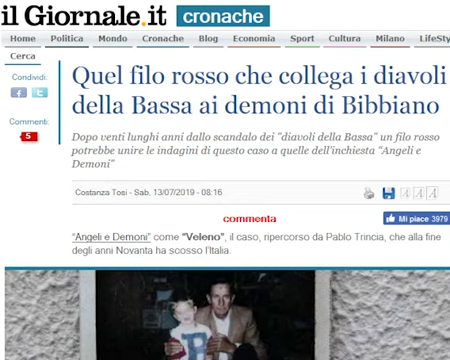 il Giornale.it cronache
Home Politica Mondo Cronache Blog Economia Sport Cultura Milano LifeSty
Cerca
Condividi:
Commenti:
5
Quel filo rosso che collega i diavoli
della Bassa ai demoni di Bibbiano
Dopo venti lunghi anni dallo scandalo dei "diavoli della Bassa" un filo rosso
potrebbe unire le indagini di questo caso a quelle dell'inchiesta "Angeli e
Demoni"
Costanza Tosi - Sab, 13/07/2019 - 08:16
A A A
commenta
Mi piace 3979
"Angeli e Demoni" come "Veleno", il caso, ripercorso da Pablo Trincia, che alla fine
degli anni Novanta ha scosso l'Italia.